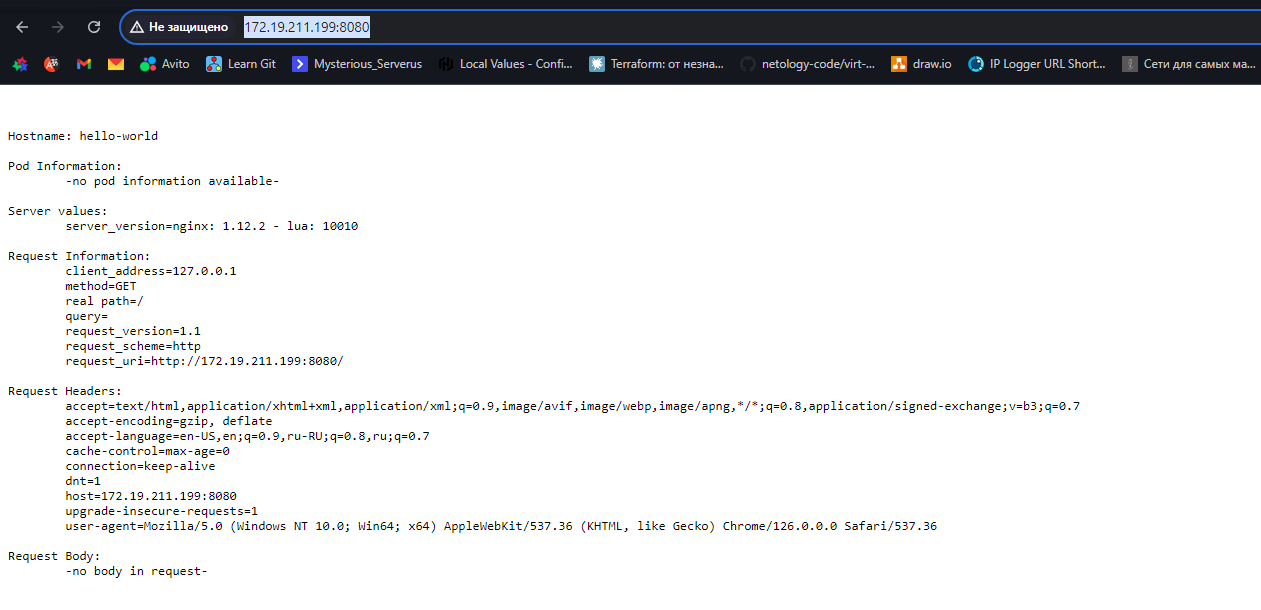 Не защищено 172.19.211.199:8080
Avito Learn Git Mysterious_Serverus Local Values - Confi... Terraform: от незна... netology-code/virt-... draw.io IP Logger URL Short... Сети для самых ма...
Hostname: hello-world
Pod Information:
-no pod information available-
Server values:
server_version=nginx: 1.12.2 - lua: 10010
Request Information:
client_address=127.0.0.1
method=GET
real path=/
query=
request_version=1.1
request_scheme=http
request_uri=http://172.19.211.199:8080/
Request Headers:
accept=text/html,application/xhtml+xml,application/xml;q=0.9,image/avif,image/webp,image/apng,*/*;q=0.8,application/signed-exchange;v=b3;q=0.7
accept-encoding=gzip, deflate
accept-language=en-US,en;q=0.9,ru-RU;q=0.8,ru;q=0.7
cache-control=max-age=0
connection=keep-alive
dnt=1
host=172.19.211.199:8080
upgrade-insecure-requests=1
user-agent=Mozilla/5.0 (Windows NT 10.0; Win64; x64) AppleWebKit/537.36 (KHTML, like Gecko) Chrome/126.0.0.0 Safari/537.36
Request Body:
-no body in request-